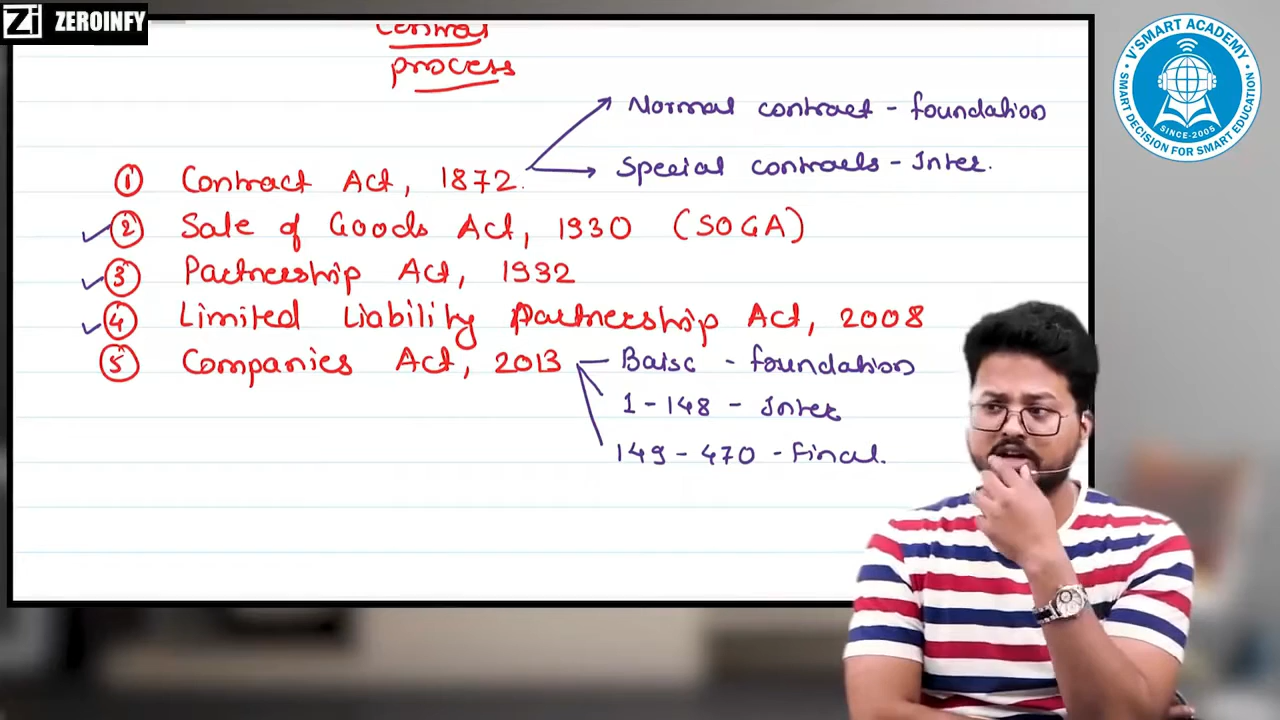 Zi ZEROINFY
process
Normal contract - foundation
Special contracts - Inter.
① Contract Act, 1872.
② Sale of Goods Act, 1930 (SOGA)
③ Partnership Act, 1932
④ Limited Liability Partnership Act, 2008
⑤ Companies Act, 2013
Baisc - foundation
1-148 - Inter
149-470 - Final.
V'SMART ACADEMY
SINCE-2005
SMART DECISION FOR SMART EDUCATION